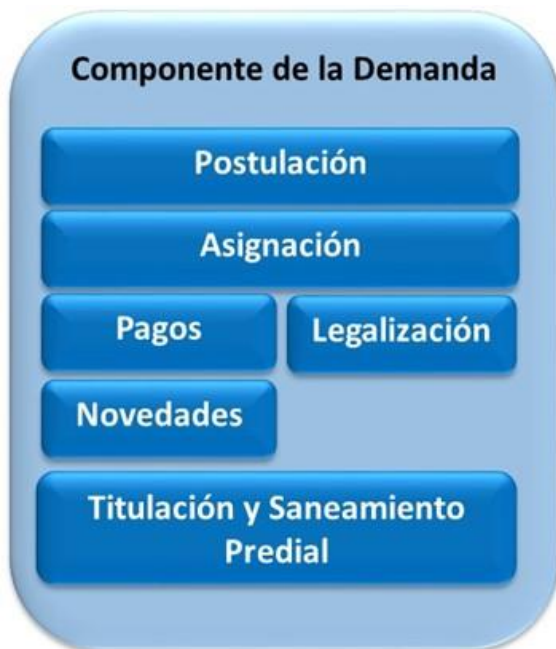 Componente de la Demanda
Postulación
Asignación
Pagos
Legalización
Novedades
Titulación y Saneamiento
Predial